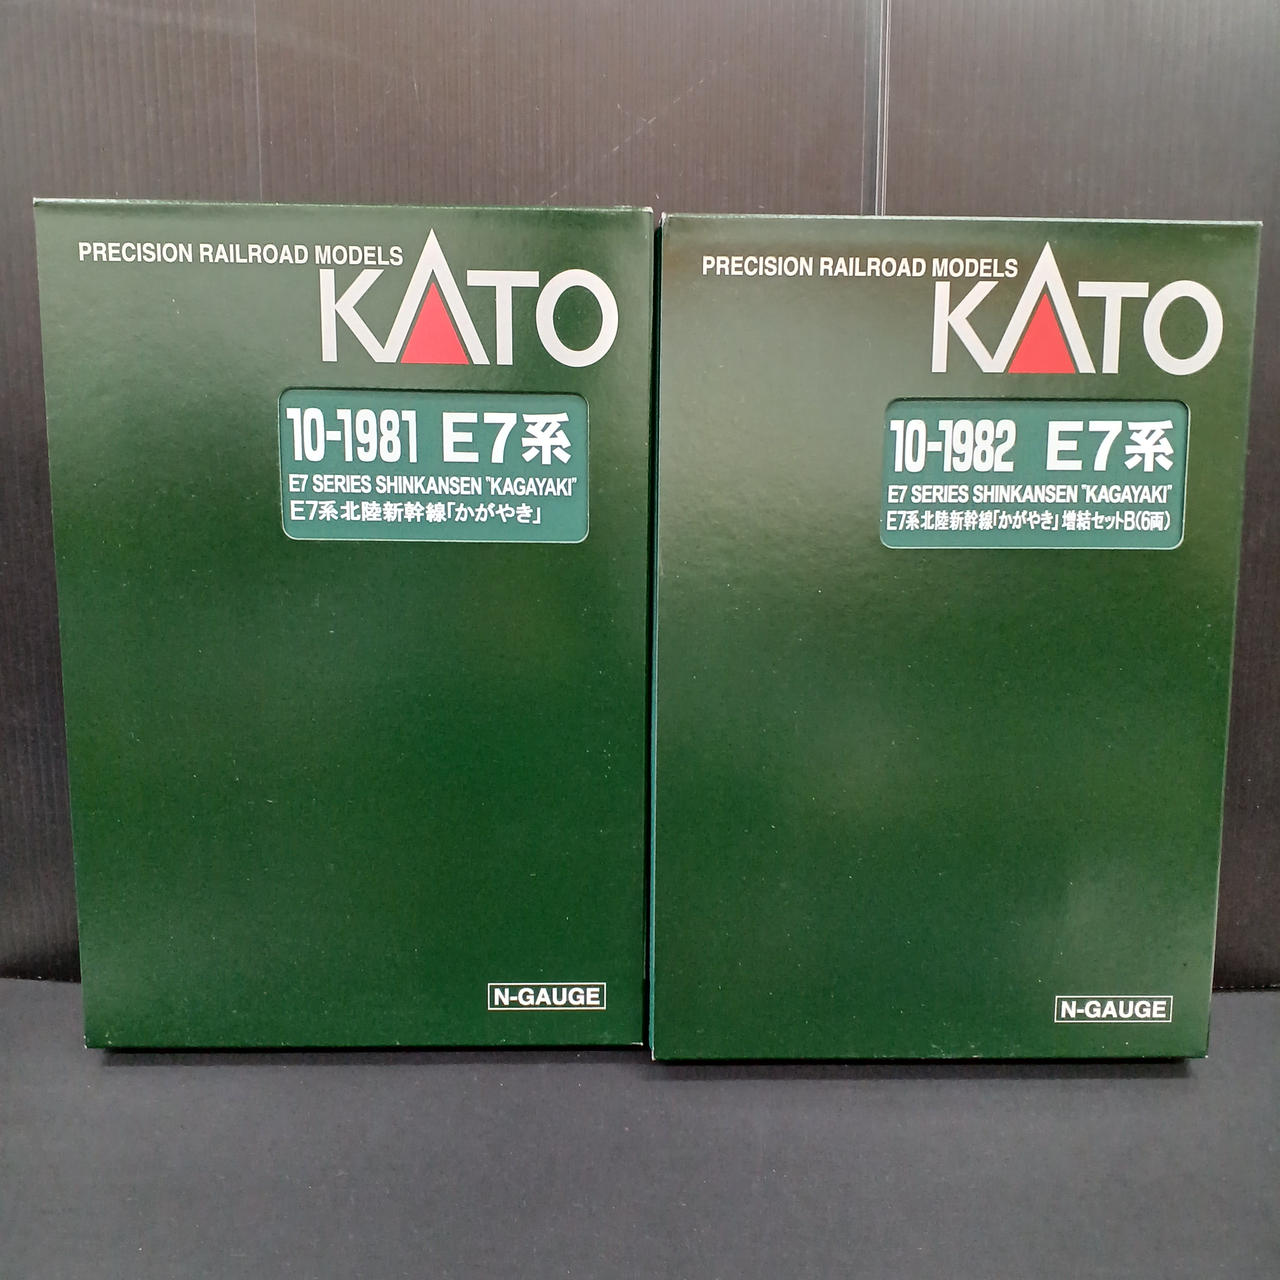 PRECISION RAILROAD MODELS
KATO
10-1981 E7系
E7 SERIES SHINKANSEN "KAGAYAKI"
E7系北陸新幹線「かがやき」
N-GAUGE
PRECISION RAILROAD MODELS
KATO
10-1982 E7系
E7 SERIES SHINKANSEN "KAGAYAKI"
E7系北陸新幹線「かがやき」増結セットB(6両)
N-GAUGE